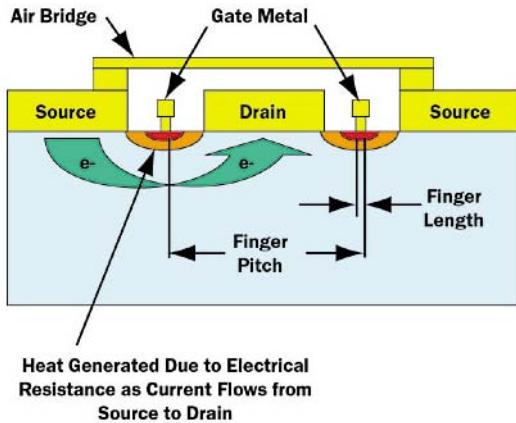 Air Bridge
Gate Metal
Source
Drain
Source
e-
e-
Finger
Length
Finger
Pitch
Heat Generated Due to Electrical
Resistance as Current Flows from
Source to Drain